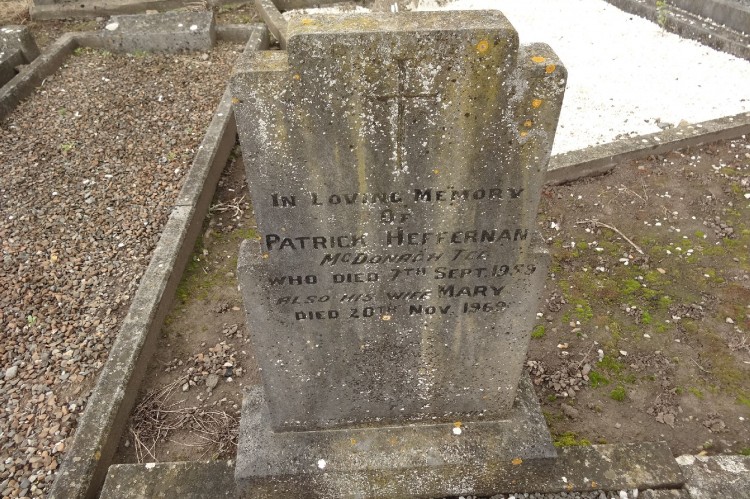 In Loving Memory
Of
Patrick Heffernan
McDonagh Tce
who died 7th Sept. 1959
Also his wife Mary
died 20th Nov. 1969